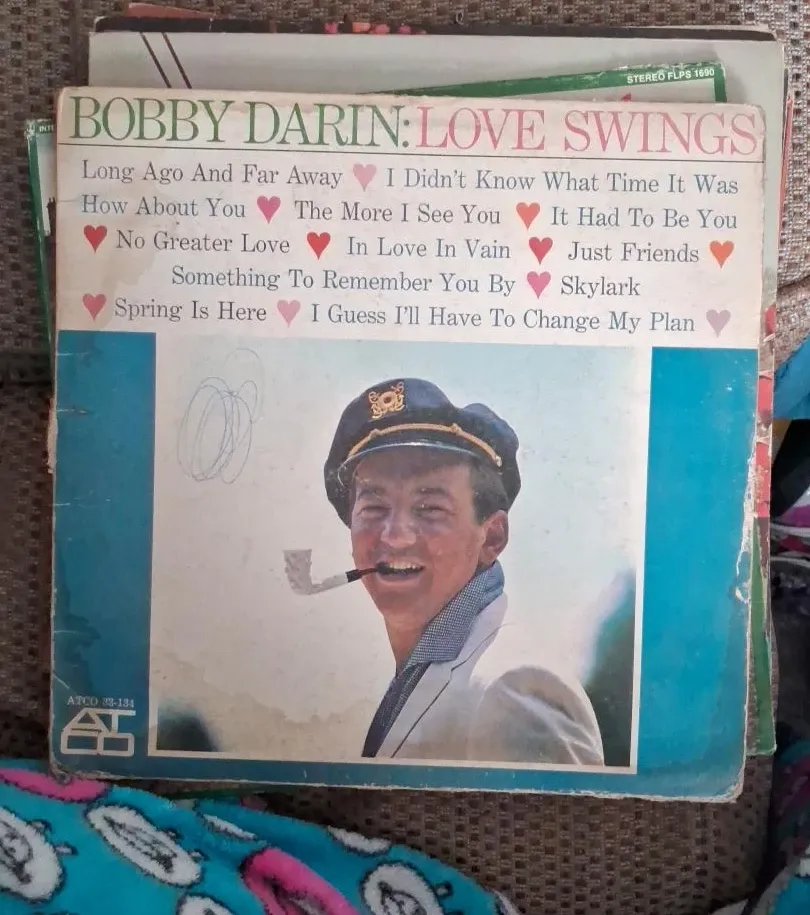 STEREO FLPS 1690
INT
BOBBY DARIN: LOVE SWINGS
Long Ago And Far Away I Didn't Know What Time It Was
How About You The More I See You It Had To Be You
No Greater Love In Love In Vain Just Friends
Something To Remember You By Skylark
Spring Is Here I Guess I'll Have To Change My Plan
ATCO 33-134
ATCO